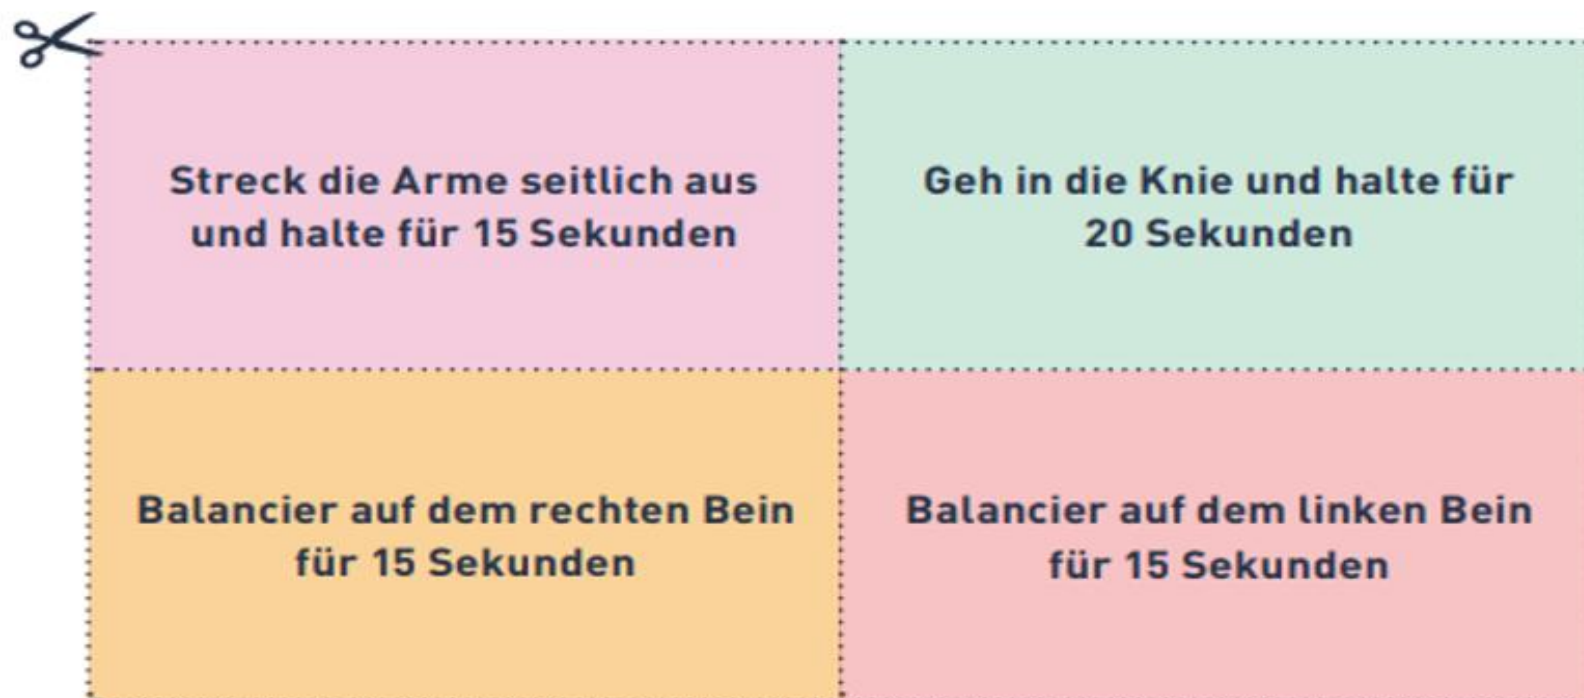 Streck die Arme seitlich aus
und halte für 15 Sekunden
Geh in die Knie und halte für
20 Sekunden
Balancier auf dem rechten Bein
für 15 Sekunden
Balancier auf dem linken Bein
für 15 Sekunden